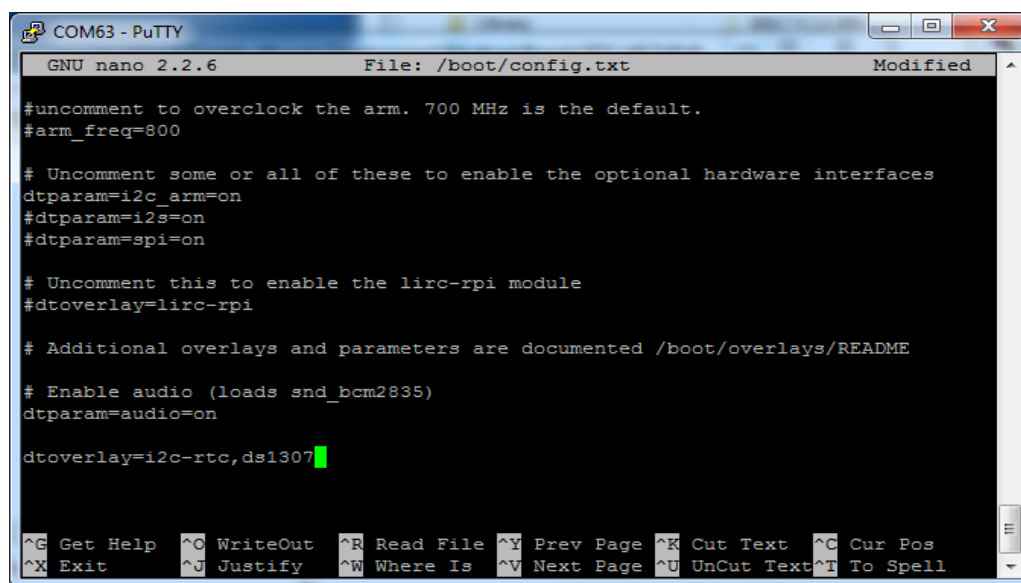 COM63 - PuTTY
GNU nano 2.2.6 File: /boot/config.txt Modified
#uncomment to overclock the arm. 700 MHz is the default.
#arm_freq=800
# Uncomment some or all of these to enable the optional hardware interfaces
dtparam=i2c_arm=on
#dtparam=i2s=on
#dtparam=spi=on
# Uncomment this to enable the lirc-rpi module
#dtoverlay=lirc-rpi
# Additional overlays and parameters are documented /boot/overlays/README
# Enable audio (loads snd_bcm2835)
dtparam=audio=on
dtoverlay=i2c-rtc,ds1307
^G Get Help ^O WriteOut ^R Read File ^Y Prev Page ^K Cut Text ^C Cur Pos
^X Exit ^J Justify ^W Where Is ^V Next Page ^U UnCut Text ^T To Spell